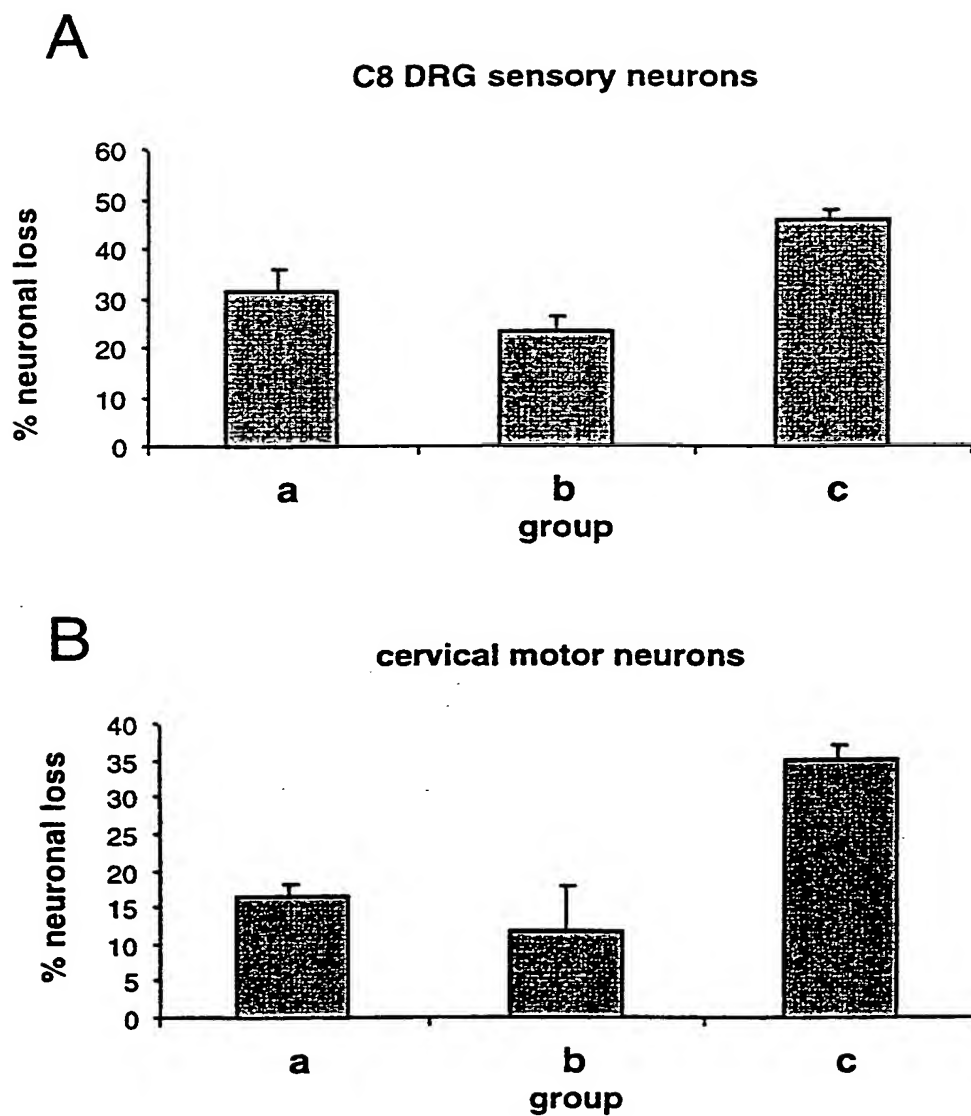 A
C8 DRG sensory neurons
% neuronal loss
60
50
40
30
20
10
0
a b c
group
B
cervical motor neurons
% neuronal loss
40
35
30
25
20
15
10
5
0
a b c
group